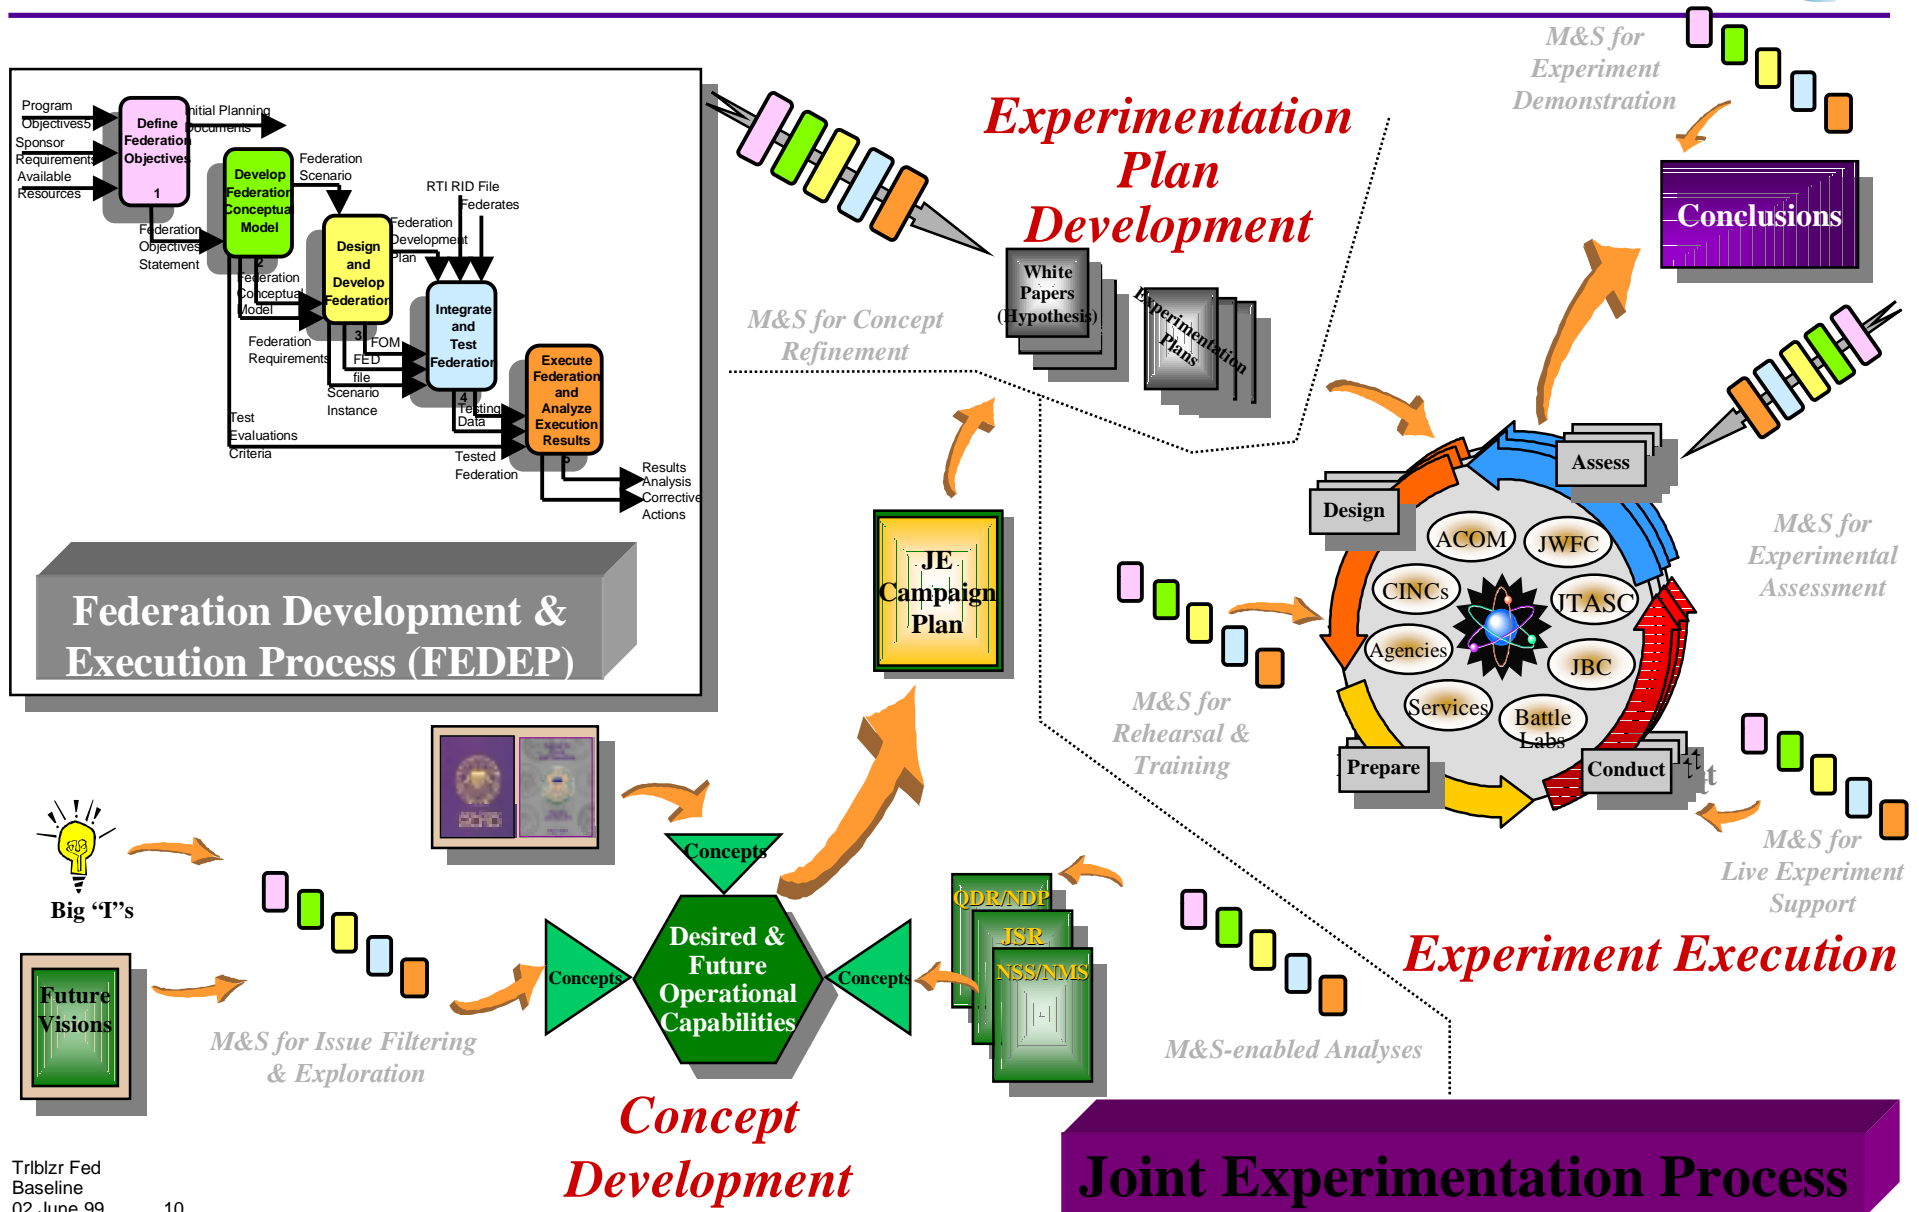 Program
Objectives5
Sponsor
Requirements
Available
Resources
Define
Federation
Objectives
1
Initial Planning
Documents
Federation
Objectives
Statement
Develop
Federation
Conceptual
Model
2
Federation
Scenario
Federation
Conceptual
Model
Federation
Requirements
Design
and
Develop
Federation
3
Federation
Development
Plan
RTI RID File
Federates
FOM
FED
file
Scenario
Instance
Integrate
and
Test
Federation
4
Testing
Data
Test
Evaluations
Criteria
Tested
Federation
Execute
Federation
and
Analyze
Execution
Results
5
Results
Analysis
Corrective
Actions
Federation Development &
Execution Process (FEDEP)
Experimentation
Plan
Development
M&S for Concept
Refinement
White
Papers
(Hypothesis)
Experimentation
Plans
M&S for
Experiment
Demonstration
Conclusions
JE
Campaign
Plan
Design
Assess
Prepare
Conduct
t
ACOM
JWFC
CINCs
JTASC
Agencies
JBC
Services
Battle
Labs
M&S for
Experimental
Assessment
M&S for
Rehearsal &
Training
M&S for
Live Experiment
Support
Experiment Execution
Big “I”s
Future
Visions
M&S for Issue Filtering
& Exploration
Concepts
Concepts
Concepts
Desired &
Future
Operational
Capabilities
QDR/NDP
JSR
NSS/NMS
M&S-enabled Analyses
Concept
Development
Joint Experimentation Process
Trlblzr Fed
Baseline
02 June 99 10